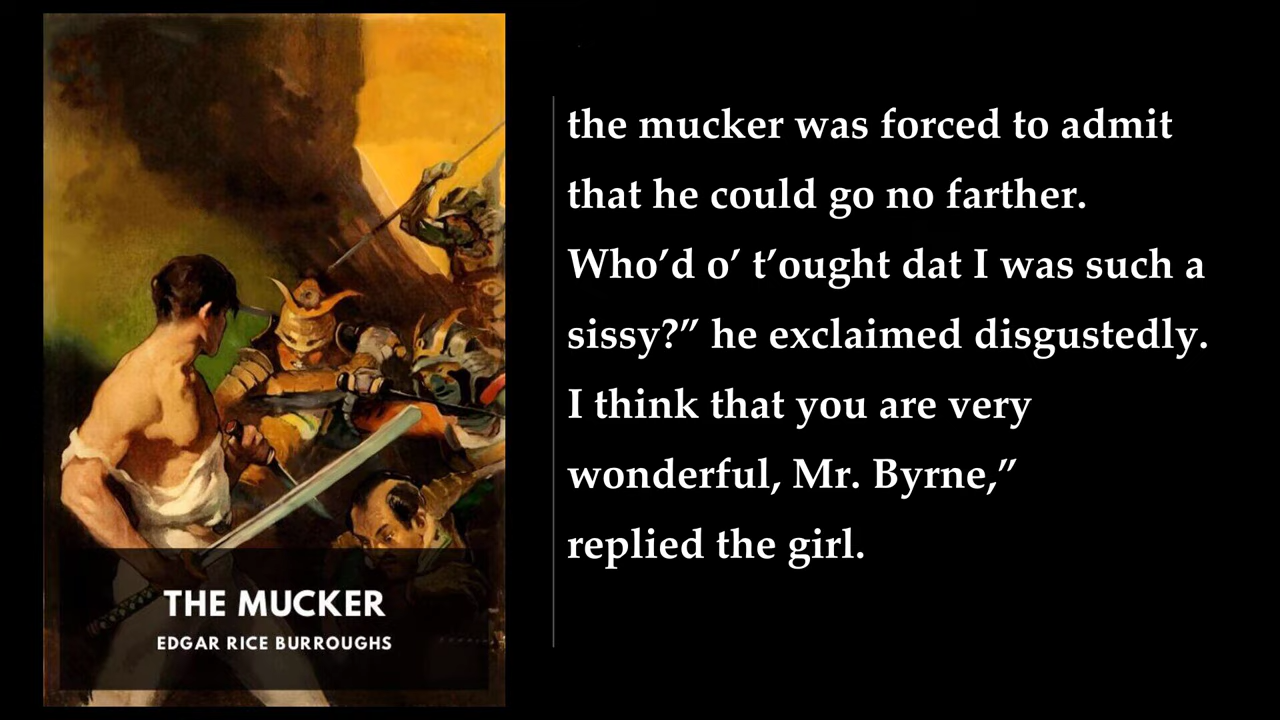 THE MUCKER
EDGAR RICE BURROUGHS
the mucker was forced to admit
that he could go no farther.
Who’d o’ t’ought dat I was such a
sissy?” he exclaimed disgustedly.
I think that you are very
wonderful, Mr. Byrne,”
replied the girl.